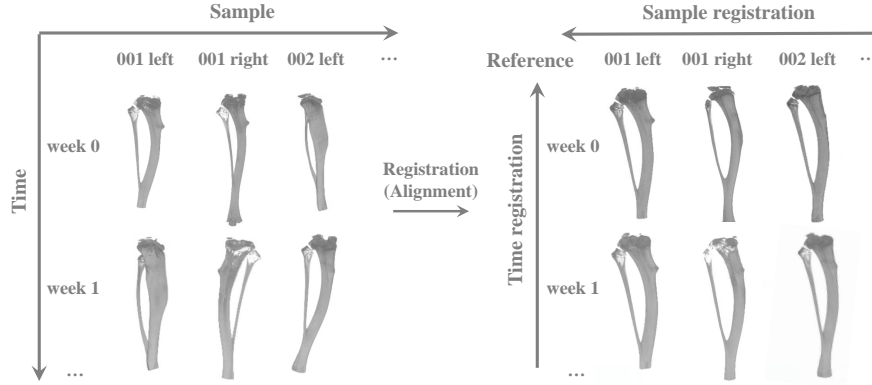 Sample
Sample registration
001 left 001 right 002 left ...
Reference 001 left 001 right 002 left ...
week 0
week 0
Time
Registration
(Alignment)
Time registration
week 1
week 1
...
...